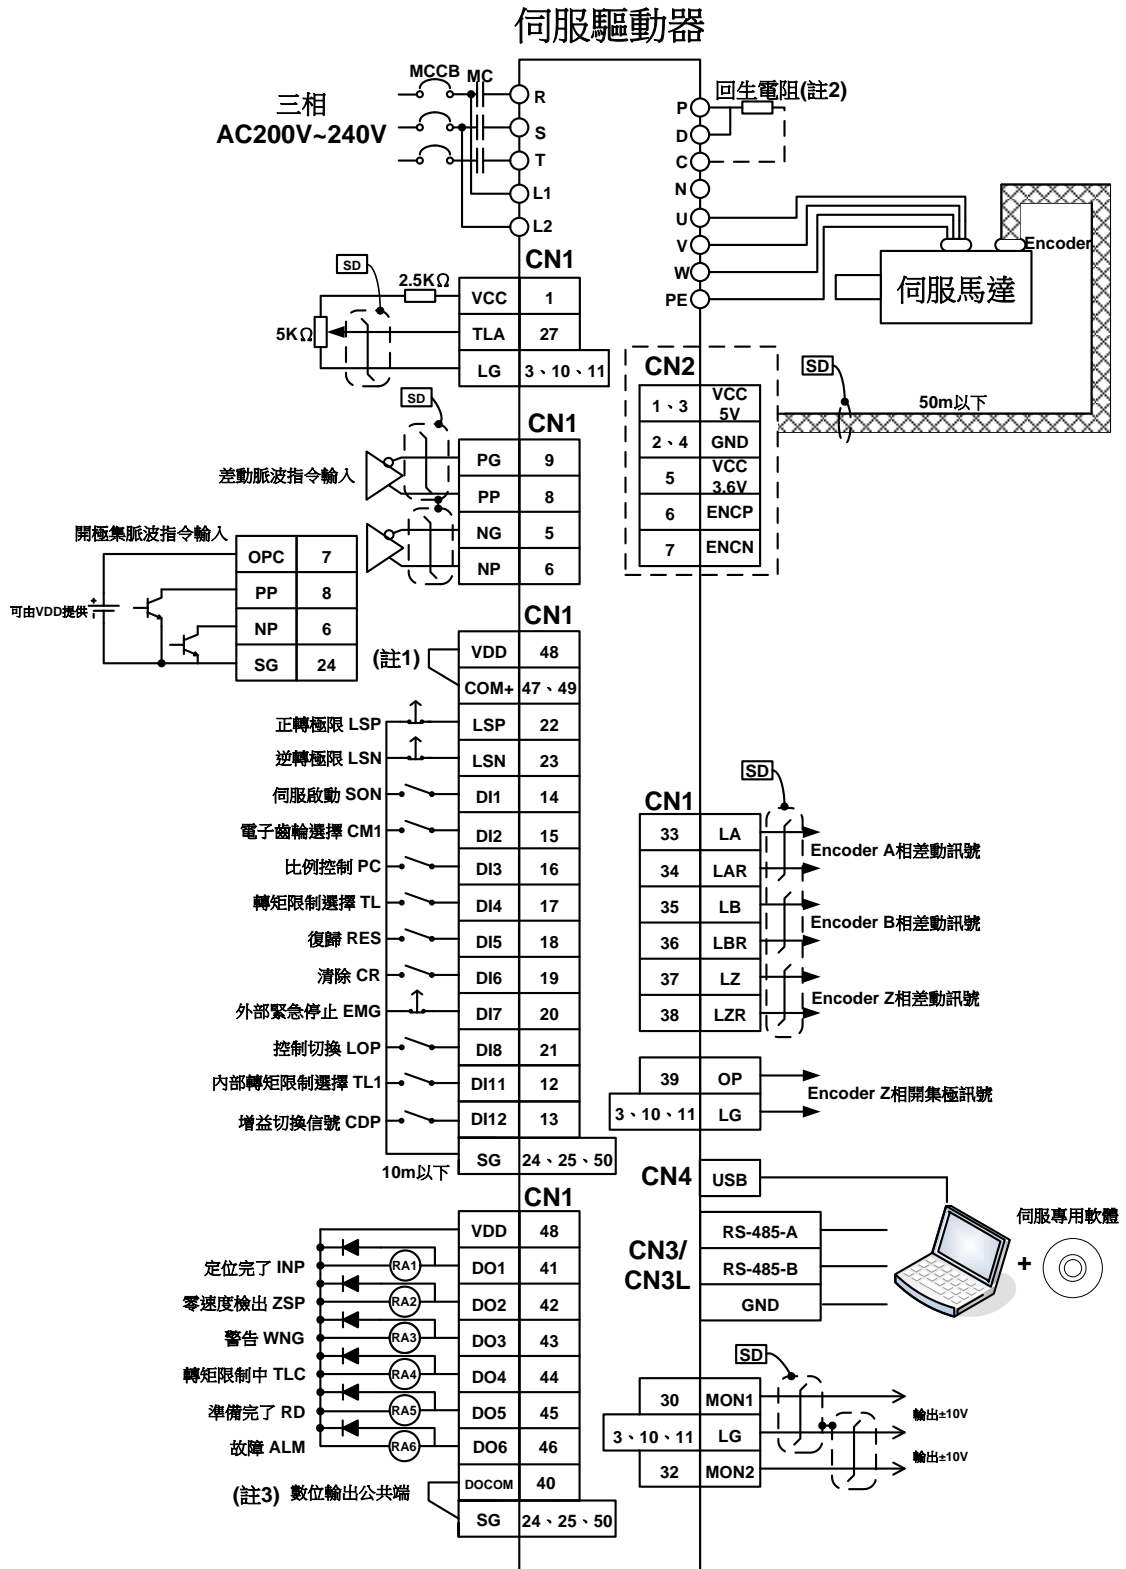 伺服驅動器
MCCB
MC
三相
AC200V~240V
R
S
T
L1
L2
P
D
C
N
U
V
W
PE
回生電阻(註2)
Encoder
伺服馬達
50m以下
SD
CN1
SD
2.5KΩ
5KΩ
VCC 1
TLA 27
LG 3、10、11
CN2
1、3 VCC 5V
2、4 GND
5 VCC 3.6V
6 ENCP
7 ENCN
CN1
SD
差動脈波指令輸入
PG 9
PP 8
NG 5
NP 6
開極集脈波指令輸入
可由VDD提供
+
OPC 7
PP 8
NP 6
SG 24
CN1
(註1)
VDD 48
COM+ 47、49
正轉極限 LSP LSP 22
逆轉極限 LSN LSN 23
伺服啟動 SON DI1 14
電子齒輪選擇 CM1 DI2 15
比例控制 PC DI3 16
轉矩限制選擇 TL DI4 17
復歸 RES DI5 18
清除 CR DI6 19
外部緊急停止 EMG DI7 20
控制切換 LOP DI8 21
內部轉矩限制選擇 TL1 DI11 12
增益切換信號 CDP DI12 13
10m以下 SG 24、25、50
CN1
SD
33 LA
34 LAR
Encoder A相差動訊號
35 LB
36 LBR
Encoder B相差動訊號
37 LZ
38 LZR
Encoder Z相差動訊號
39 OP
3、10、11 LG
Encoder Z相開集極訊號
CN4 USB
CN3/
CN3L
RS-485-A
RS-485-B
GND
伺服專用軟體
+
CN1
VDD 48
定位完了 INP RA1 DO1 41
零速度檢出 ZSP RA2 DO2 42
警告 WNG RA3 DO3 43
轉矩限制中 TLC RA4 DO4 44
準備完了 RD RA5 DO5 45
故障 ALM RA6 DO6 46
(註3) 數位輸出公共端 DOCOM 40
SG 24、25、50
SD
30 MON1
3、10、11 LG
32 MON2
輸出±10V
輸出±10V